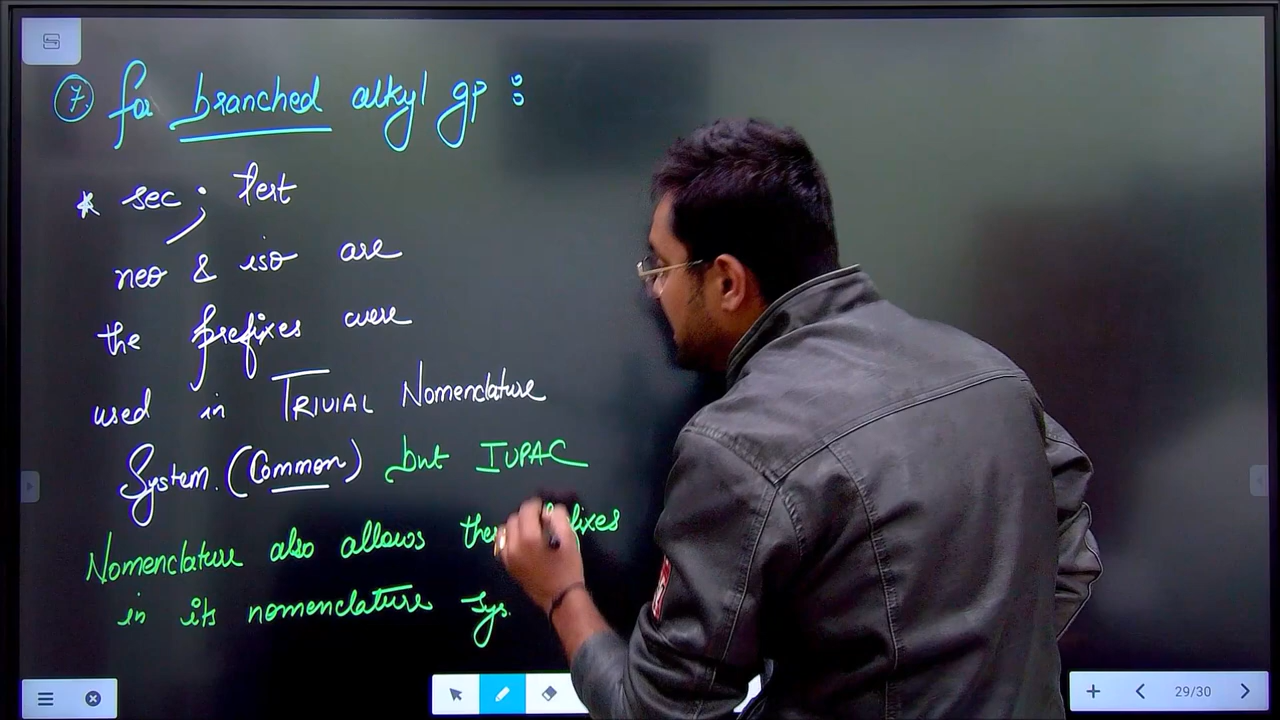 7. for branched alkyl gp :
* sec ; tert
neo & iso are
the prefixes were
used in TRIVIAL Nomenclature
System. (Common) but IUPAC
Nomenclature also allows
in its nomenclature sys.
29/30